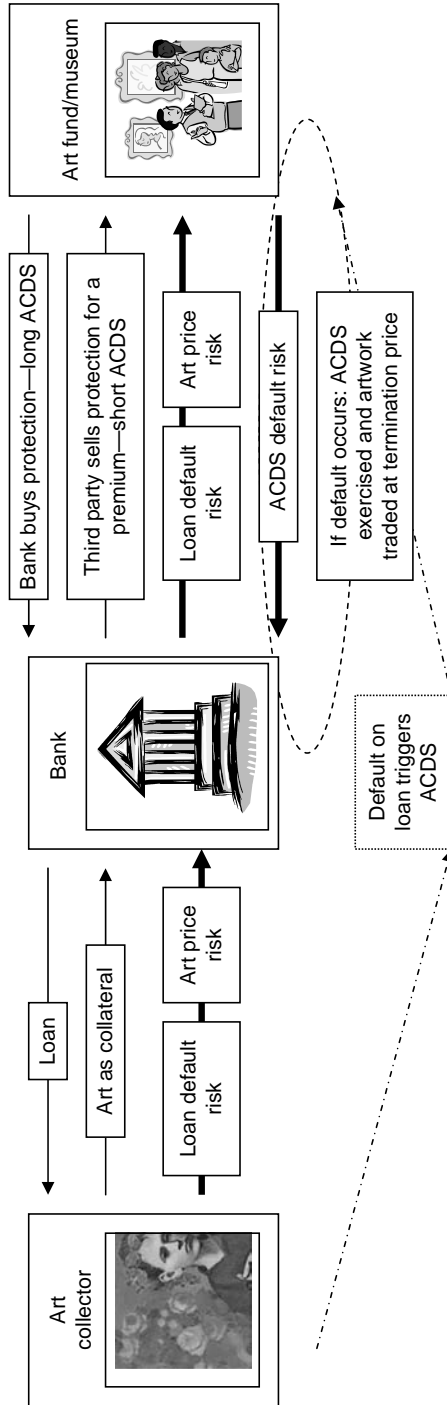 Art
collector
Loan
Art as collateral
Loan default
risk
Art price
risk
Bank
Bank buys protection—long ACDS
Third party sells protection for a
premium—short ACDS
Loan default
risk
Art price
risk
ACDS default risk
If default occurs: ACDS
exercised and artwork
traded at termination price
Art fund/museum
Default on
loan triggers
ACDS